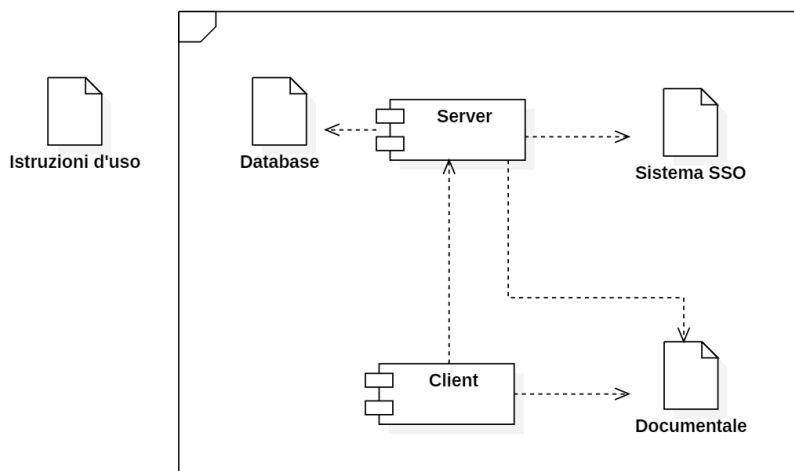 Server
Istruzioni d'uso
Database
Sistema SSO
Client
Documentale